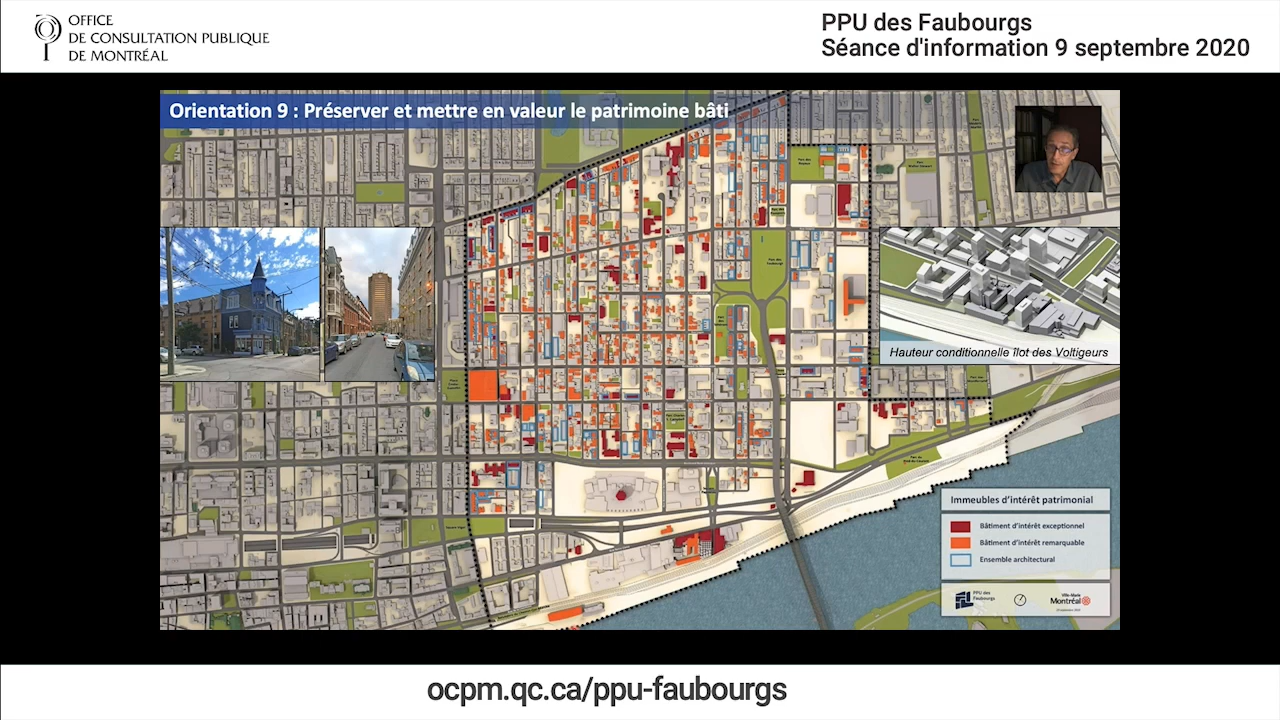 OFFICE
DE CONSULTATION PUBLIQUE
DE MONTRÉAL
PPU des Faubourgs
Séance d'information 9 septembre 2020
Orientation 9 : Préserver et mettre en valeur le patrimoine bâti
Hauteur conditionnelle îlot des Voltigeurs
Immeubles d'intérêt patrimonial
Bâtiment d'intérêt exceptionnel
Bâtiment d'intérêt remarquable
Ensemble architectural
PPU des
Faubourgs
Ville-Marie
Montréal
ocpm.qc.ca/ppu-faubourgs